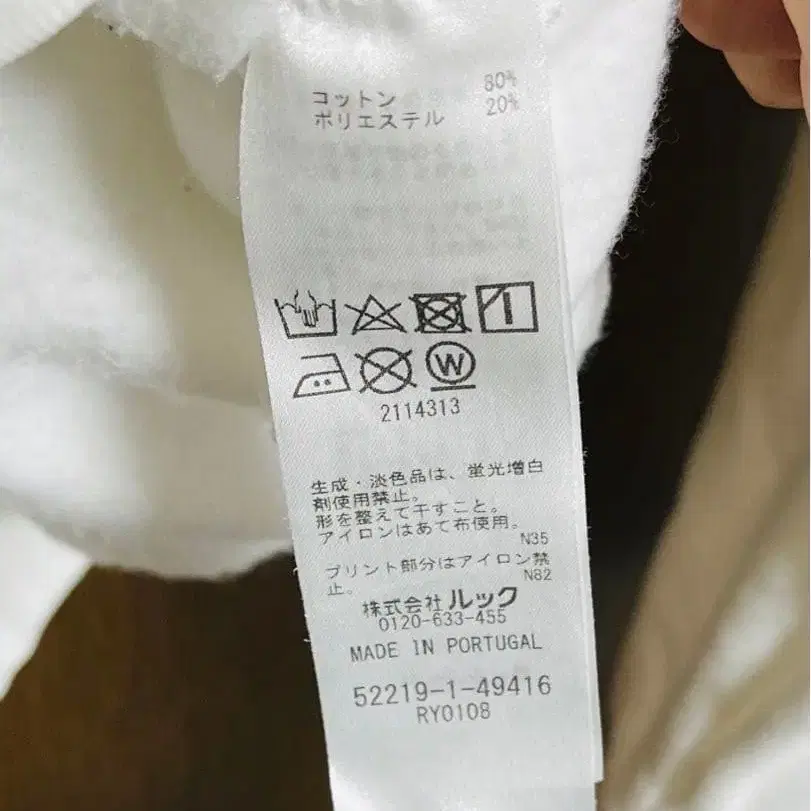 コットン 80%
ポリエステル 20%
W
2114313
生成・淡色品は、蛍光増白
剤使用禁止。
形を整えて干すこと。
アイロンはあて布使用。
N35
プリント部分はアイロン禁
止。
N82
株式会社 ルック
0120-633-455
MADE IN PORTUGAL
52219-1-49416
RY0108